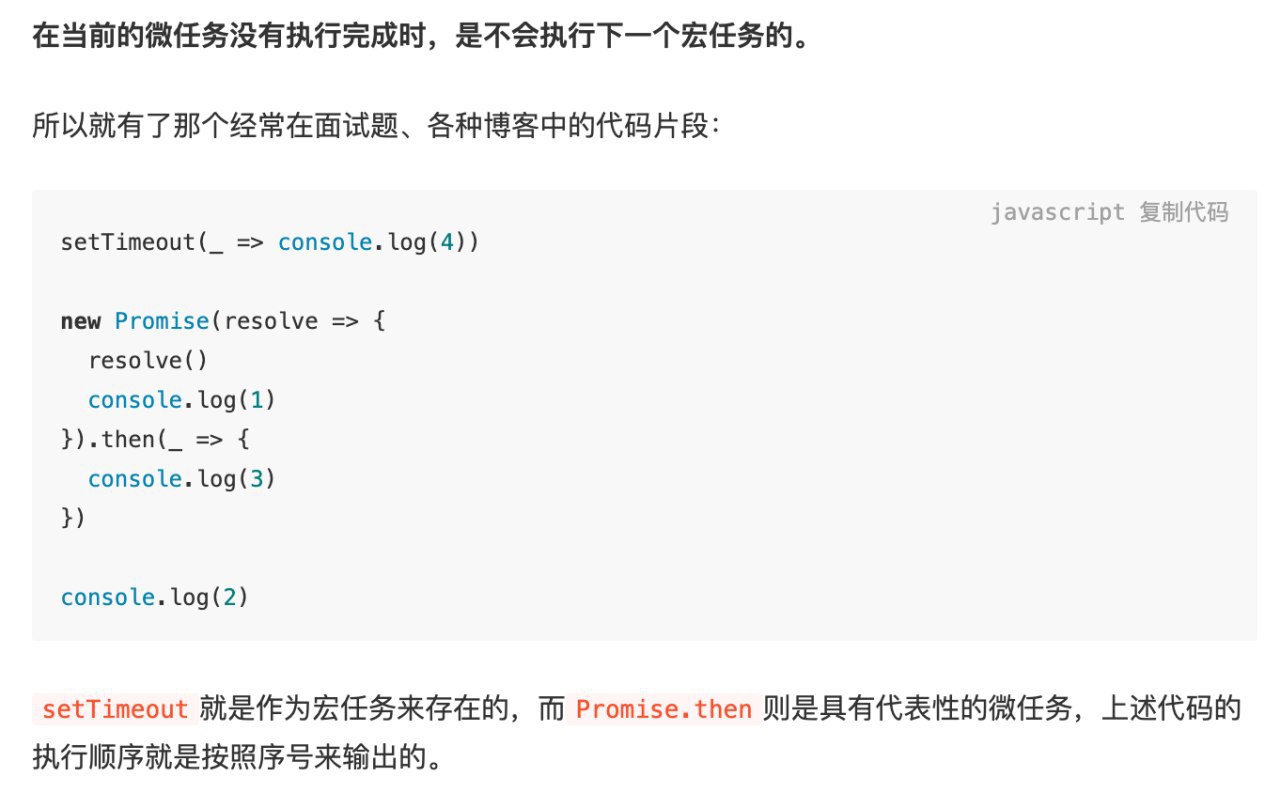 在当前的微任务没有执行完成时，是不会执行下一个宏任务的。
所以就有了那个经常在面试题、各种博客中的代码片段：
javascript 复制代码
setTimeout(_ => console.log(4))
new Promise(resolve => {
  resolve()
  console.log(1)
}).then(_ => {
  console.log(3)
})
console.log(2)
setTimeout 就是作为宏任务来存在的，而 Promise.then 则是具有代表性的微任务，上述代码的
执行顺序就是按照序号来输出的。